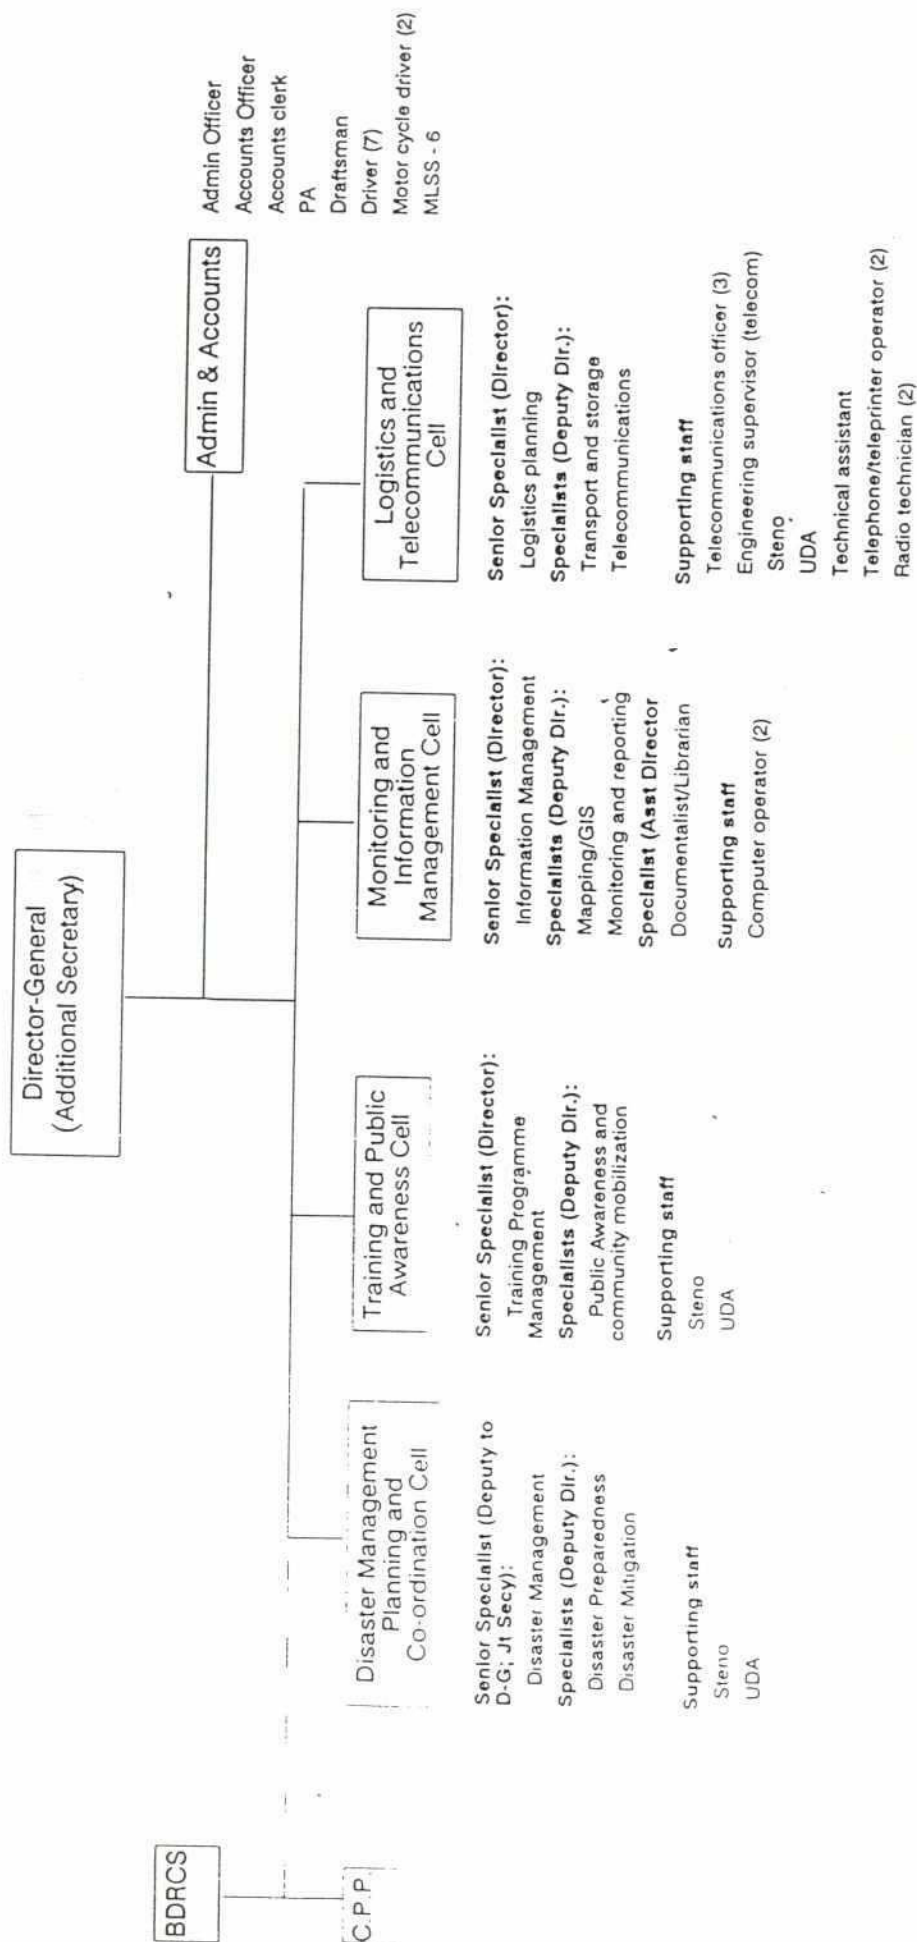 Director-General
(Additional Secretary)
Admin & Accounts
Admin Officer
Accounts Officer
Accounts clerk
PA
Draftsman
Driver (7)
Motor cycle driver (2)
MLSS - 6
BDRCS
C.P.P.
Disaster Management
Planning and
Co-ordination Cell
Senior Specialist (Deputy to
D-G; Jt Secy):
Disaster Management
Specialists (Deputy Dir.):
Disaster Preparedness
Disaster Mitigation
Supporting staff
Steno
UDA
Training and Public
Awareness Cell
Senior Specialist (Director):
Training Programme
Management
Specialists (Deputy Dir.):
Public Awareness and
community mobilization
Supporting staff
Steno
UDA
Monitoring and
Information
Management Cell
Senior Specialist (Director):
Information Management
Specialists (Deputy Dir.):
Mapping/GIS
Monitoring and reporting
Specialist (Asst Director
Documentalist/Librarian
Supporting staff
Computer operator (2)
Logistics and
Telecommunications
Cell
Senior Specialist (Director):
Logistics planning
Specialists (Deputy Dir.):
Transport and storage
Telecommunications
Supporting staff
Telecommunications officer (3)
Engineering supervisor (telecom)
Steno
UDA
Technical assistant
Telephone/teleprinter operator (2)
Radio technician (2)